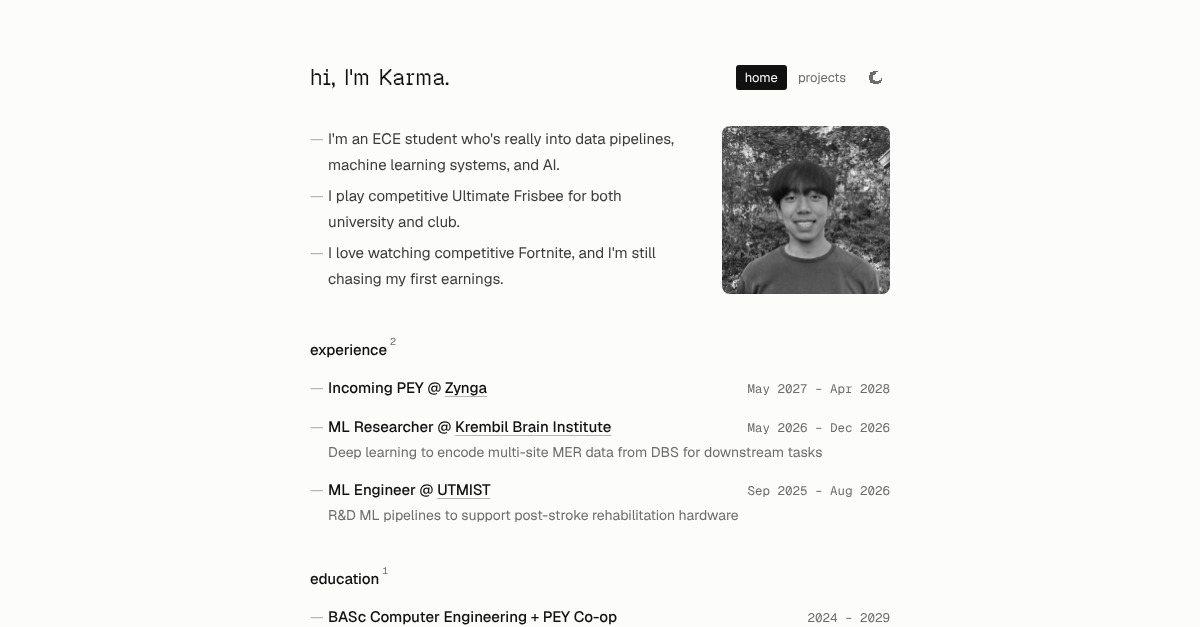 hi, I'm Karma.
home projects
— I'm an ECE student who's really into data pipelines,
machine learning systems, and AI.
— I play competitive Ultimate Frisbee for both
university and club.
— I love watching competitive Fortnite, and I'm still
chasing my first earnings.
experience 2
— Incoming PEY @ Zynga May 2027 – Apr 2028
— ML Researcher @ Krembil Brain Institute May 2026 – Dec 2026
Deep learning to encode multi-site MER data from DBS for downstream tasks
— ML Engineer @ UTMIST Sep 2025 – Aug 2026
R&D ML pipelines to support post-stroke rehabilitation hardware
education 1
— BASc Computer Engineering + PEY Co-op 2024 – 2029